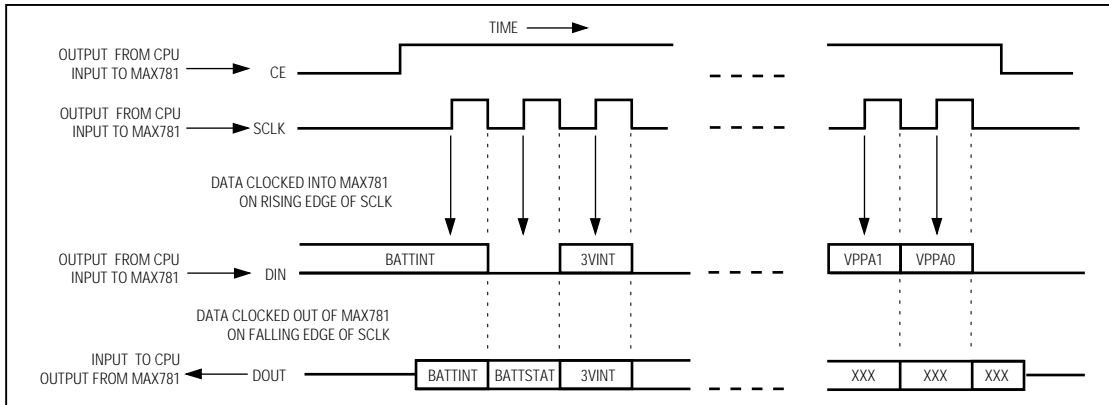 TIME
OUTPUT FROM CPU
INPUT TO MAX781
CE
OUTPUT FROM CPU
INPUT TO MAX781
SCLK
DATA CLOCKED INTO MAX781
ON RISING EDGE OF SCLK
OUTPUT FROM CPU
INPUT TO MAX781
DIN
BATTINT
3VINT
VPPA1
VPPA0
DATA CLOCKED OUT OF MAX781
ON FALLING EDGE OF SCLK
INPUT TO CPU
OUTPUT FROM MAX781
DOUT
BATTINT
BATTSTAT
3VINT
XXX
XXX
XXX